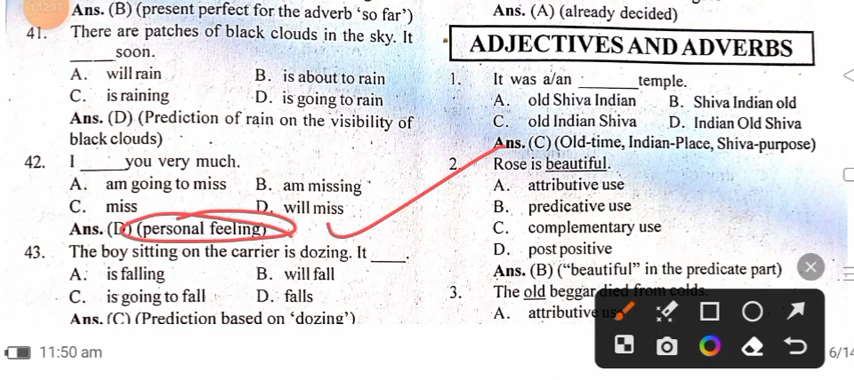 Ans. (B) (present perfect for the adverb ‘so far’)
41. There are patches of black clouds in the sky. It
______soon.
A. will rain B. is about to rain
C. is raining D. is going to rain
Ans. (D) (Prediction of rain on the visibility of
black clouds)
42. I _____you very much.
A. am going to miss B. am missing
C. miss D. will miss
Ans. (D) (personal feeling)
43. The boy sitting on the carrier is dozing. It ____.
A. is falling B. will fall
C. is going to fall D. falls
Ans. (C) (Prediction based on ‘dozing’)
Ans. (A) (already decided)
ADJECTIVES AND ADVERBS
1. It was a/an _______temple.
A. old Shiva Indian B. Shiva Indian old
C. old Indian Shiva D. Indian Old Shiva
Ans. (C) (Old-time, Indian-Place, Shiva-purpose)
2. Rose is beautiful.
A. attributive use
B. predicative use
C. complementary use
D. post positive
Ans. (B) (“beautiful” in the predicate part)
3. The old beggar died from colds.
A. attributive use
11:50 am
6/14